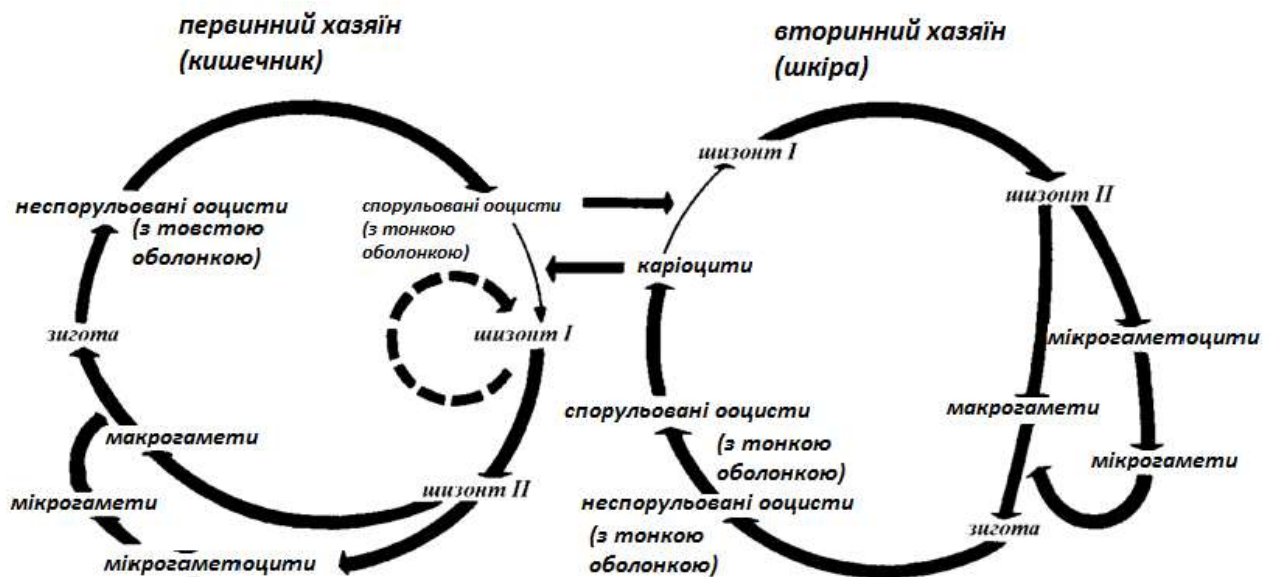 первинний хазяїн
(кишечник)
неспорульовані ооцисти
(з товстою
оболонкою)
спорульовані ооцисти
(з тонкою
оболонкою)
зигота
шизонт I
макрогамети
мікрогамети
шизонт II
мікрогаметоцити
вторинний хазяїн
(шкіра)
шизонт I
шизонт II
каріоцити
мікрогаметоцити
спорульовані ооцисти
(з тонкою
оболонкою)
макрогамети
мікрогамети
неспорульовані ооцисти
(з тонкою
оболонкою)
зигота